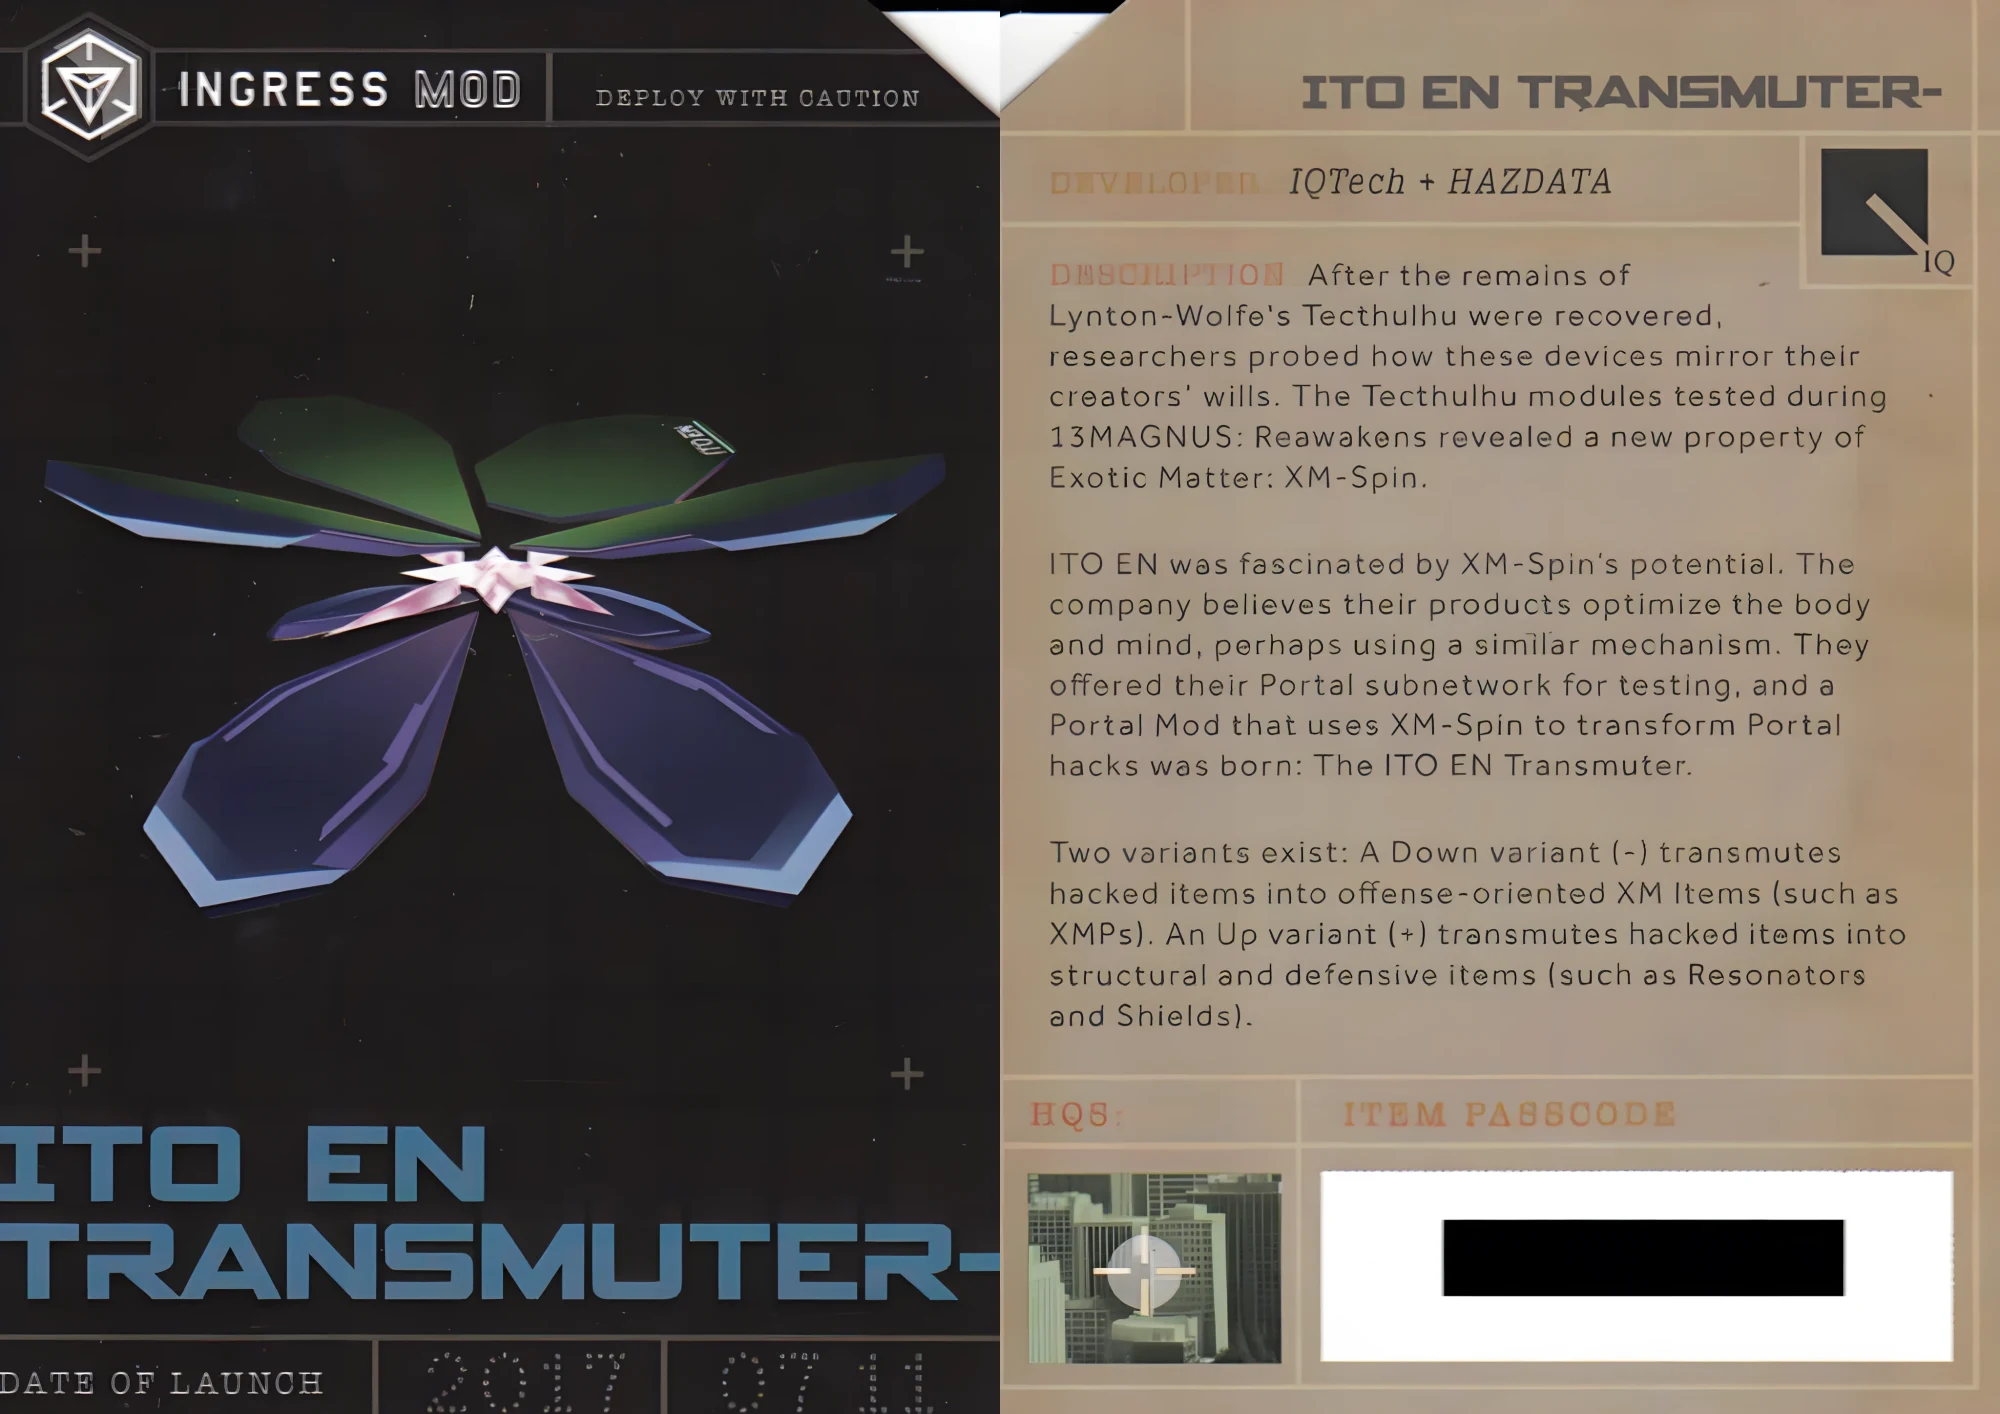 INGRESS MOD
DEPLOY WITH CAUTION
ITO EN
ITO EN
TRANSMUTER-
DATE OF LAUNCH 2017 07 11
ITO EN TRANSMUTER-
DEVELOPER IQTech + HAZDATA
IQ
DESCRIPTION After the remains of
Lynton-Wolfe's Tecthulhu were recovered,
researchers probed how these devices mirror their
creators' wills. The Tecthulhu modules tested during
13MAGNUS: Reawakens revealed a new property of
Exotic Matter: XM-Spin.
ITO EN was fascinated by XM-Spin's potential. The
company believes their products optimize the body
and mind, perhaps using a similar mechanism. They
offered their Portal subnetwork for testing, and a
Portal Mod that uses XM-Spin to transform Portal
hacks was born: The ITO EN Transmuter.
Two variants exist: A Down variant (-) transmutes
hacked items into offense-oriented XM Items (such as
XMPs). An Up variant (+) transmutes hacked items into
structural and defensive items (such as Resonators
and Shields).
HQS:
ITEM PASSCODE